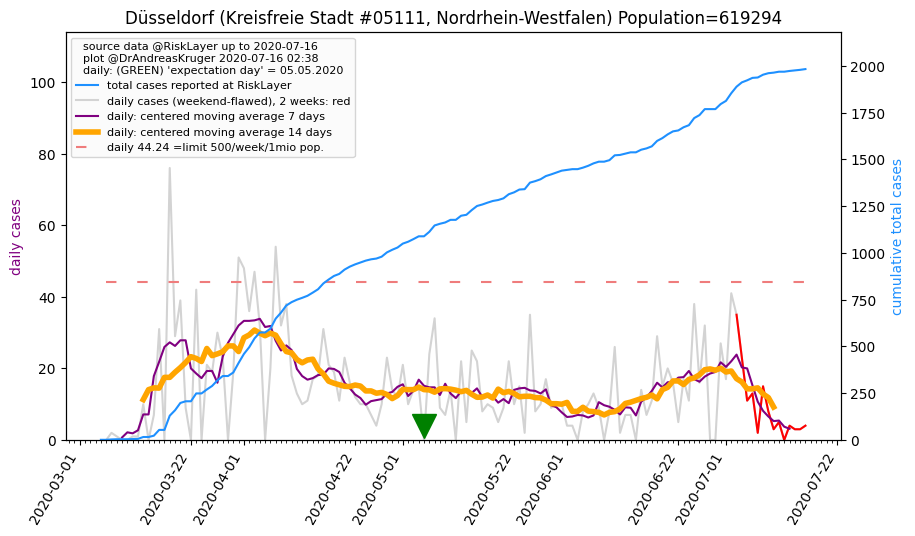 Düsseldorf (Kreisfreie Stadt #05111, Nordrhein-Westfalen) Population=619294
source data @RiskLayer up to 2020-07-16
plot @DrAndreasKruger 2020-07-16 02:38
daily: (GREEN) 'expectation day' = 05.05.2020
total cases reported at RiskLayer
daily cases (weekend-flawed), 2 weeks: red
daily: centered moving average 7 days
daily: centered moving average 14 days
daily 44.24 =limit 500/week/1mio pop.
daily cases
100
80
60
40
20
0
cumulative total cases
2000
1750
1500
1250
1000
750
500
250
0
2020-03-01
2020-03-22
2020-04-01
2020-04-22
2020-05-01
2020-05-22
2020-06-01
2020-06-22
2020-07-01
2020-07-22